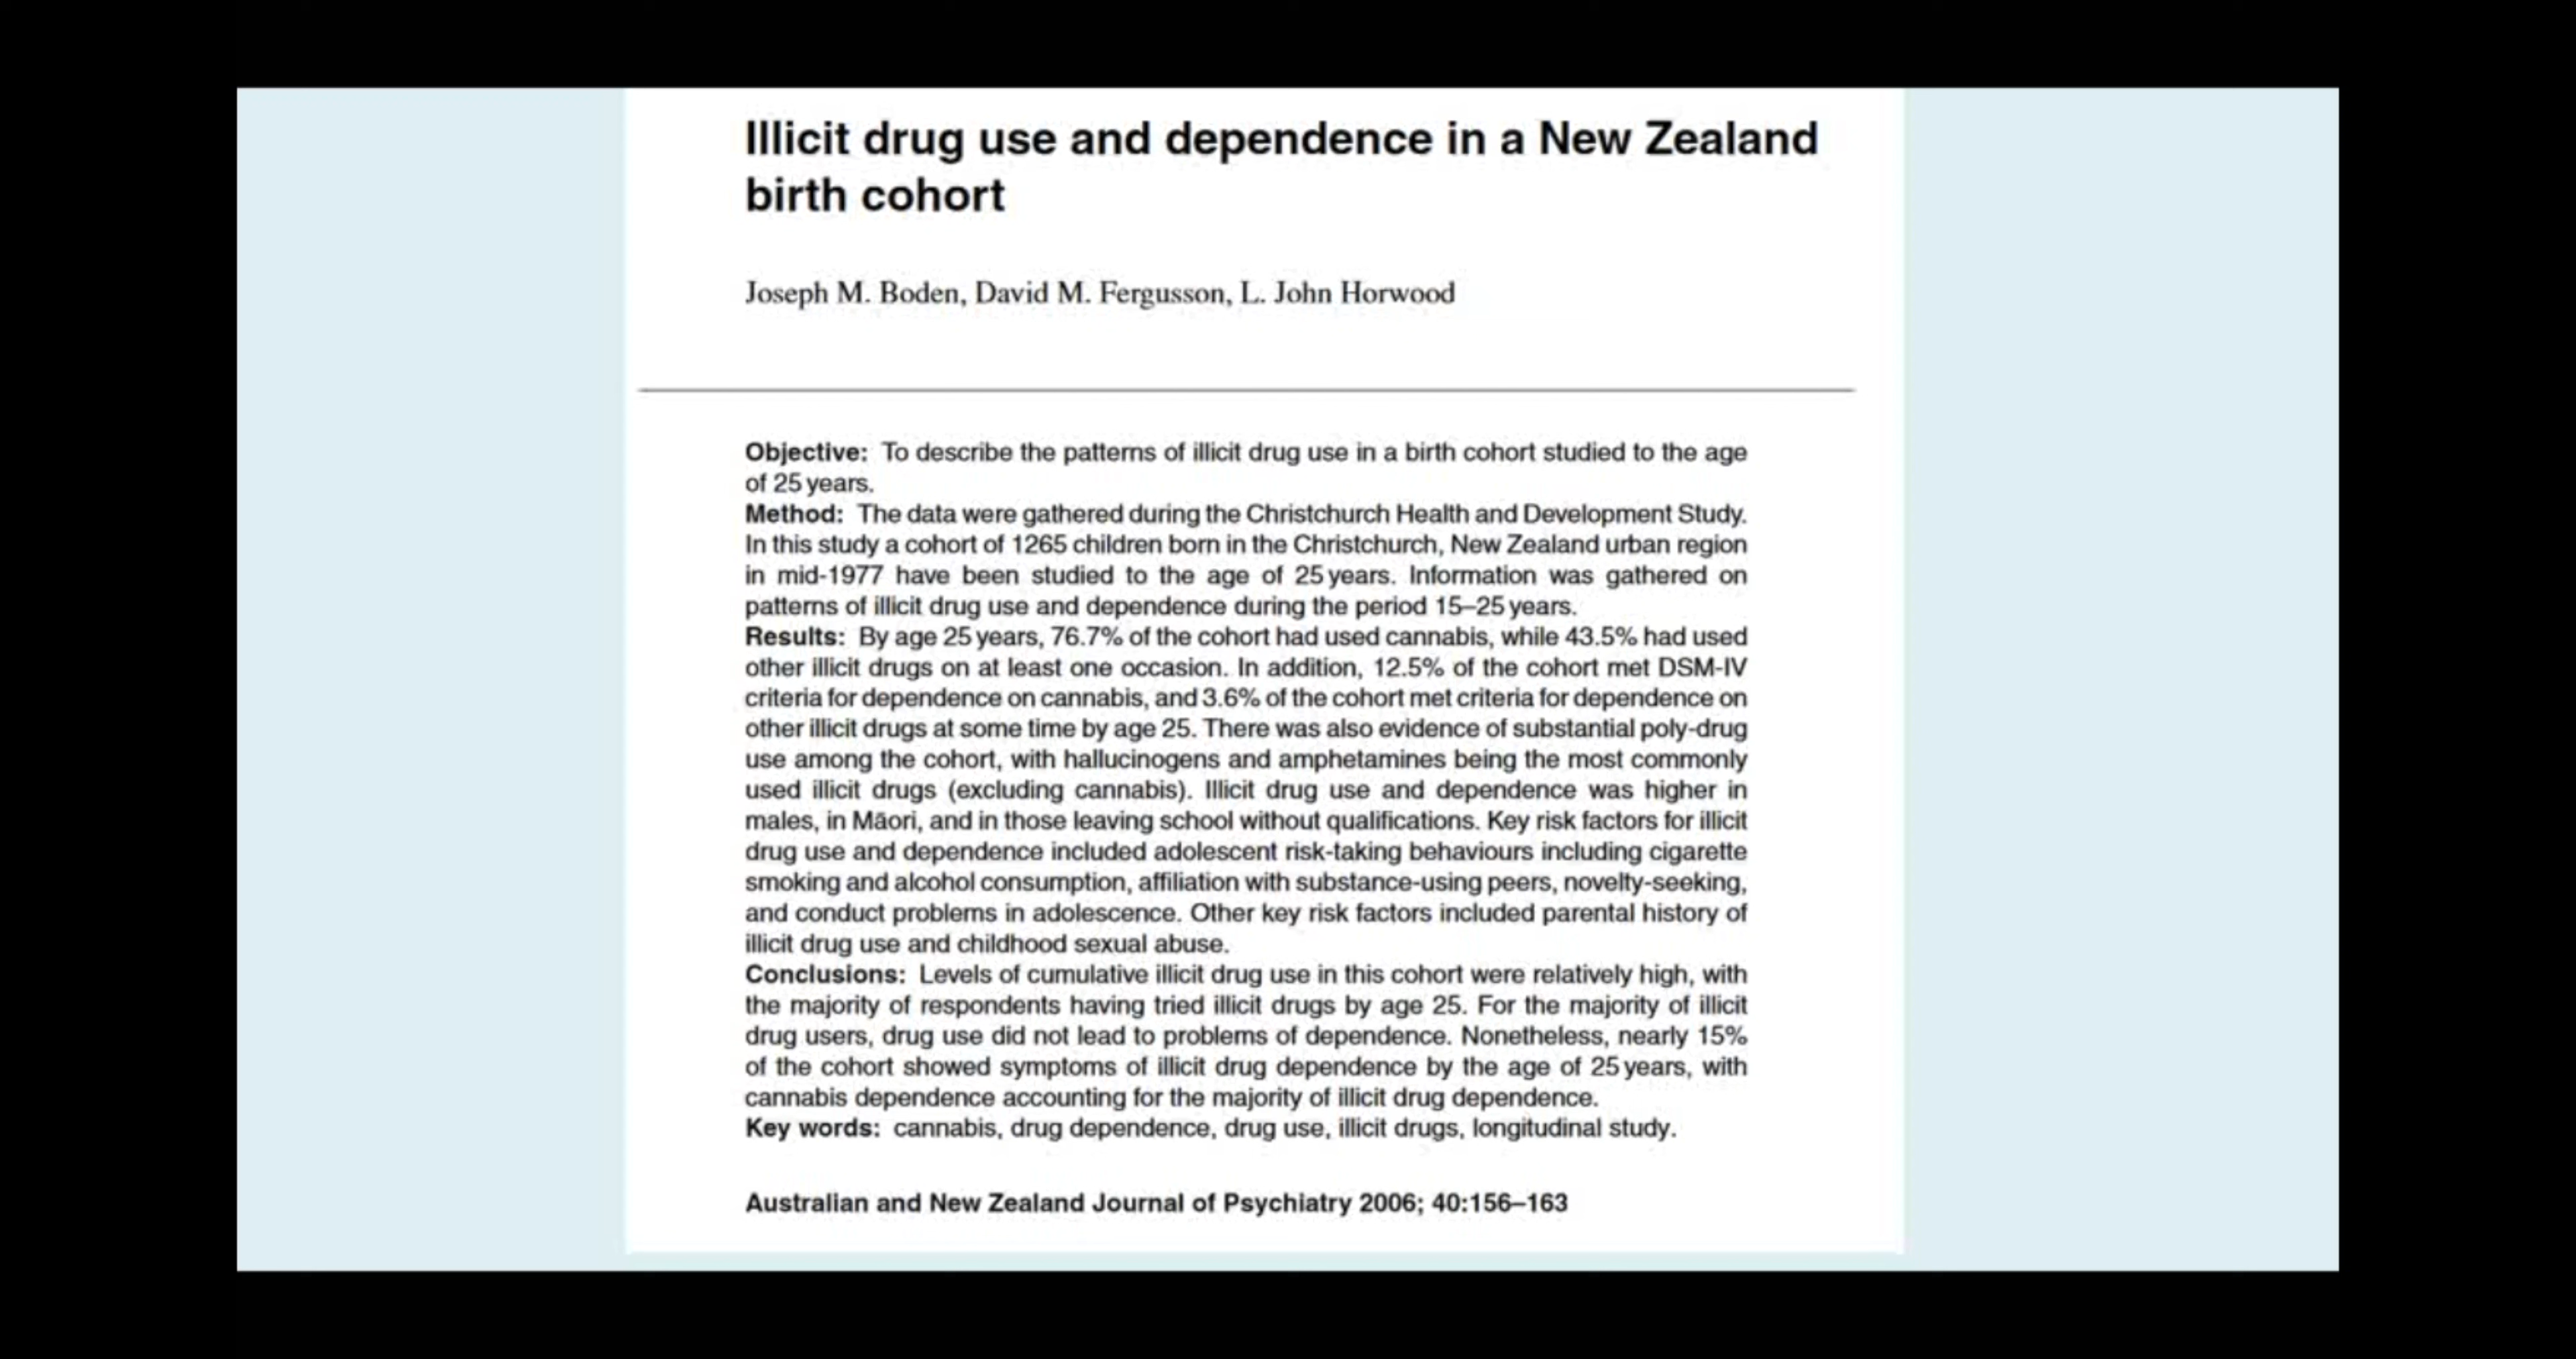 Illicit drug use and dependence in a New Zealand
birth cohort
Joseph M. Boden, David M. Fergusson, L. John Horwood
Objective: To describe the patterns of illicit drug use in a birth cohort studied to the age
of 25 years.
Method: The data were gathered during the Christchurch Health and Development Study.
In this study a cohort of 1265 children born in the Christchurch, New Zealand urban region
in mid-1977 have been studied to the age of 25 years. Information was gathered on
patterns of illicit drug use and dependence during the period 15–25 years.
Results: By age 25 years, 76.7% of the cohort had used cannabis, while 43.5% had used
other illicit drugs on at least one occasion. In addition, 12.5% of the cohort met DSM-IV
criteria for dependence on cannabis, and 3.6% of the cohort met criteria for dependence on
other illicit drugs at some time by age 25. There was also evidence of substantial poly-drug
use among the cohort, with hallucinogens and amphetamines being the most commonly
used illicit drugs (excluding cannabis). Illicit drug use and dependence was higher in
males, in Māori, and in those leaving school without qualifications. Key risk factors for illicit
drug use and dependence included adolescent risk-taking behaviours including cigarette
smoking and alcohol consumption, affiliation with substance-using peers, novelty-seeking,
and conduct problems in adolescence. Other key risk factors included parental history of
illicit drug use and childhood sexual abuse.
Conclusions: Levels of cumulative illicit drug use in this cohort were relatively high, with
the majority of respondents having tried illicit drugs by age 25. For the majority of illicit
drug users, drug use did not lead to problems of dependence. Nonetheless, nearly 15%
of the cohort showed symptoms of illicit drug dependence by the age of 25 years, with
cannabis dependence accounting for the majority of illicit drug dependence.
Key words: cannabis, drug dependence, drug use, illicit drugs, longitudinal study.
Australian and New Zealand Journal of Psychiatry 2006; 40:156–163